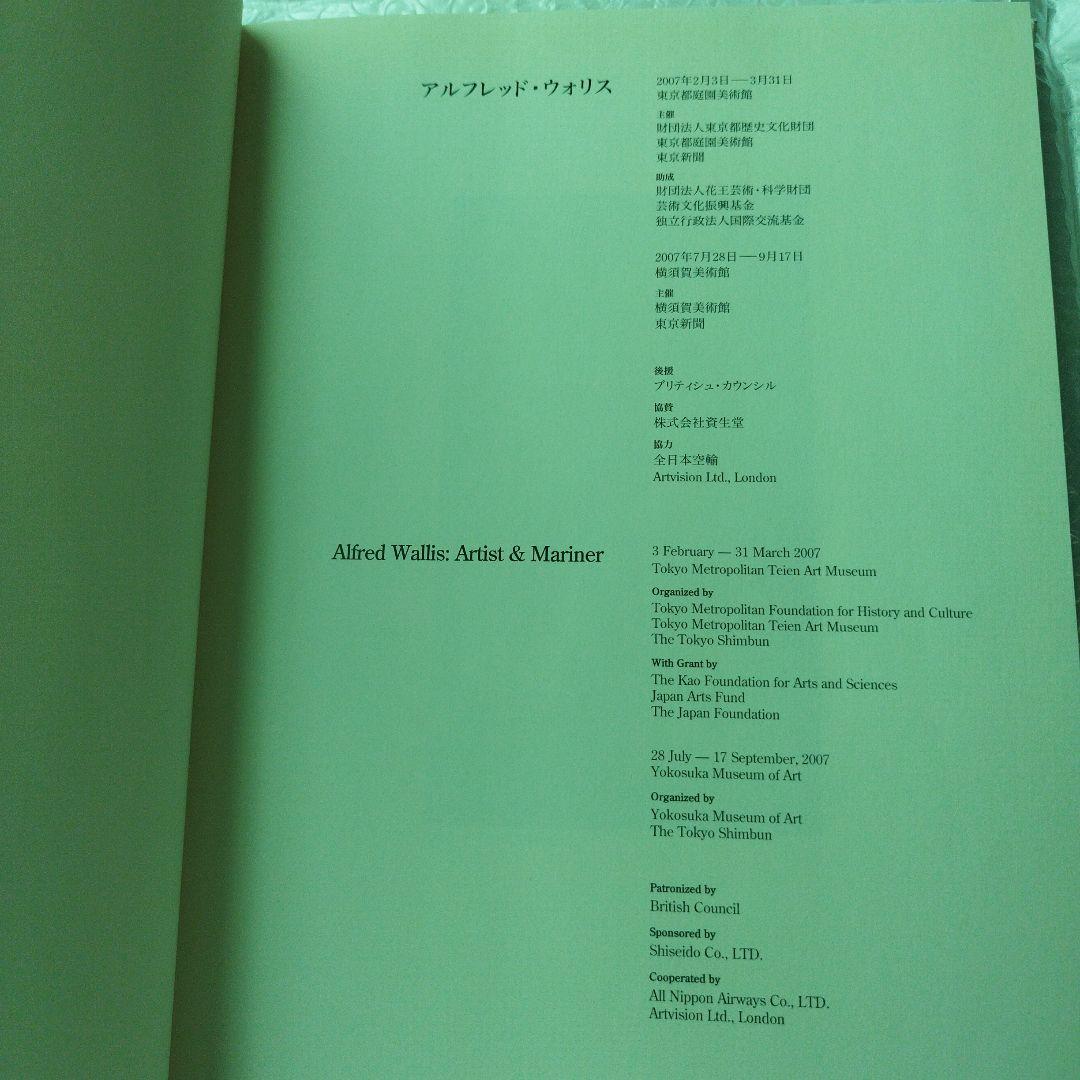 アルフレッド・ウォリス
2007年2月3日—3月31日
東京都庭園美術館
主催
財団法人東京都歴史文化財団
東京都庭園美術館
東京新聞
助成
財団法人花王芸術・科学財団
芸術文化振興基金
独立行政法人国際交流基金
2007年7月28日—9月17日
横須賀美術館
主催
横須賀美術館
東京新聞
後援
ブリティシュ・カウンシル
協賛
株式会社資生堂
協力
全日本空輸
Artvision Ltd., London
Alfred Wallis: Artist & Mariner
3 February — 31 March 2007
Tokyo Metropolitan Teien Art Museum
Organized by
Tokyo Metropolitan Foundation for History and Culture
Tokyo Metropolitan Teien Art Museum
The Tokyo Shimbun
With Grant by
The Kao Foundation for Arts and Sciences
Japan Arts Fund
The Japan Foundation
28 July — 17 September, 2007
Yokosuka Museum of Art
Organized by
Yokosuka Museum of Art
The Tokyo Shimbun
Patronized by
British Council
Sponsored by
Shiseido Co., LTD.
Cooperated by
All Nippon Airways Co., LTD.
Artvision Ltd., London